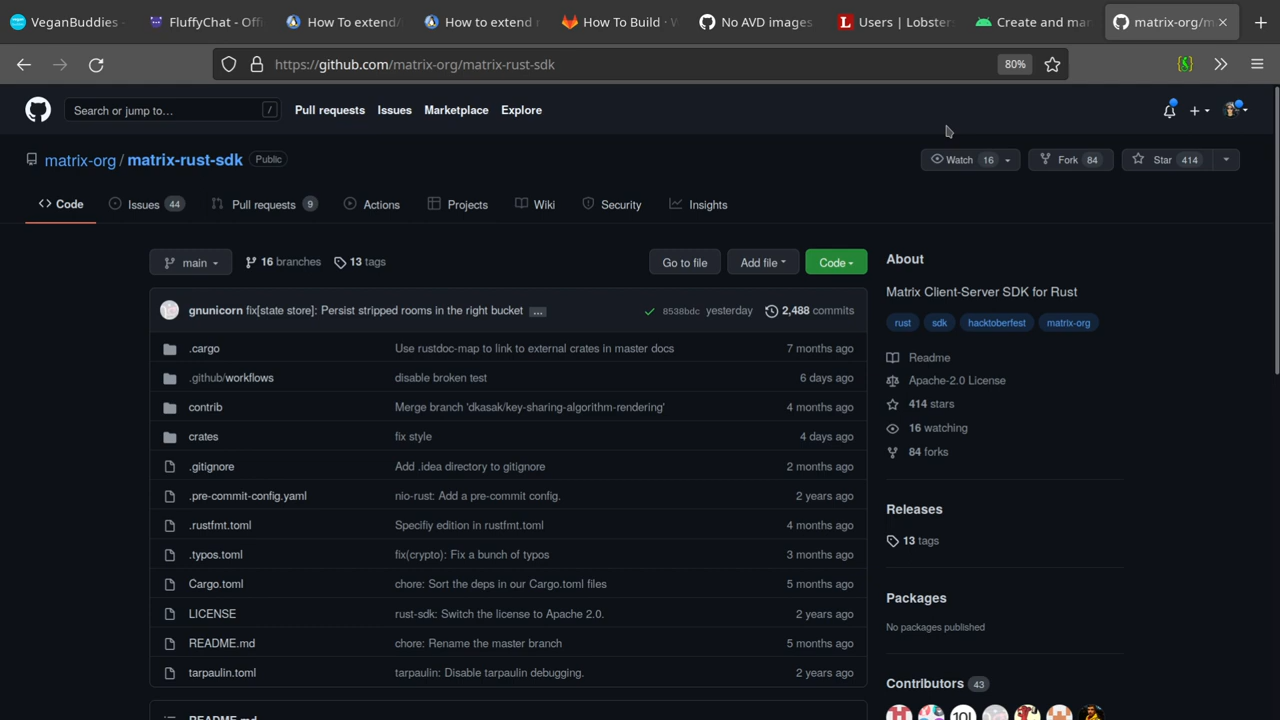 VeganBuddies
FluffyChat - Offi
How To extend/
How to extend r
How To Build · W
No AVD images
Users | Lobster
Create and mar
matrix-org/m
https://github.com/matrix-org/matrix-rust-sdk
80%
Search or jump to… /
Pull requests
Issues
Marketplace
Explore
matrix-org / matrix-rust-sdk
Public
Watch 16
Fork 84
Star 414
Code
Issues 44
Pull requests 9
Actions
Projects
Wiki
Security
Insights
main
16 branches
13 tags
Go to file
Add file
Code
gnunicorn fix[state store]: Persist stripped rooms in the right bucket ...
8538bdc yesterday
2,488 commits
.cargo Use rustdoc-map to link to external crates in master docs 7 months ago
.github/workflows disable broken test 6 days ago
contrib Merge branch 'dkasak/key-sharing-algorithm-rendering' 4 months ago
crates fix style 4 days ago
.gitignore Add .idea directory to gitignore 2 months ago
.pre-commit-config.yaml nio-rust: Add a pre-commit config. 2 years ago
.rustfmt.toml Specifiy edition in rustfmt.toml 4 months ago
.typos.toml fix(crypto): Fix a bunch of typos 3 months ago
Cargo.toml chore: Sort the deps in our Cargo.toml files 5 months ago
LICENSE rust-sdk: Switch the license to Apache 2.0. 2 years ago
README.md chore: Rename the master branch 5 months ago
tarpaulin.toml tarpaulin: Disable tarpaulin debugging. 2 years ago
README.md
About
Matrix Client-Server SDK for Rust
rust sdk hacktoberfest matrix-org
Readme
Apache-2.0 License
414 stars
16 watching
84 forks
Releases
13 tags
Packages
No packages published
Contributors 43